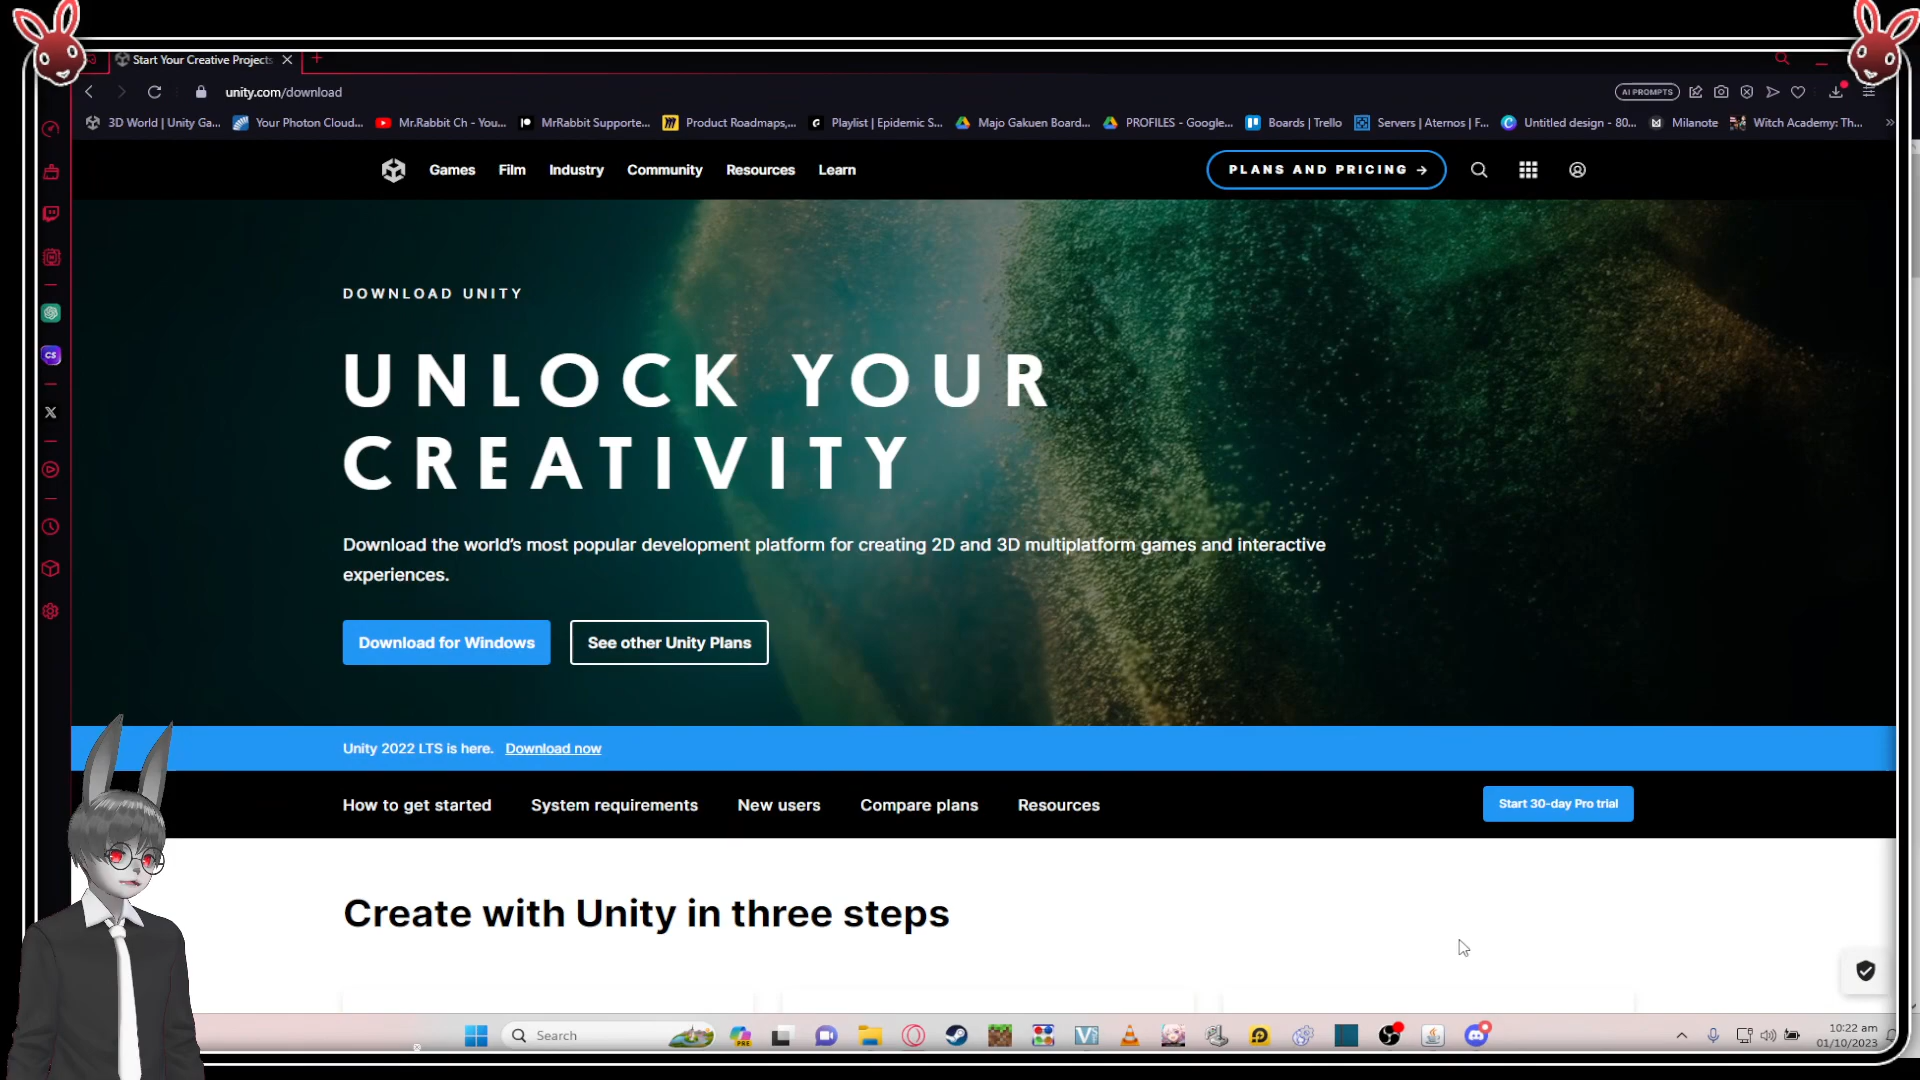 Start Your Creative Projects
unity.com/download
AI PROMPTS
3D World | Unity Ga...
Your Photon Cloud...
Mr.Rabbit Ch - You...
MrRabbit Supporte...
Product Roadmaps,...
Playlist | Epidemic S...
Majo Gakuen Board...
PROFILES - Google...
Boards | Trello
Servers | Aternos | F...
Untitled design - 80...
Milanote
Witch Academy: Th...
Games
Film
Industry
Community
Resources
Learn
PLANS AND PRICING
DOWNLOAD UNITY
UNLOCK YOUR
CREATIVITY
Download the world's most popular development platform for creating 2D and 3D multiplatform games and interactive
experiences.
Download for Windows
See other Unity Plans
Unity 2022 LTS is here. Download now
How to get started
System requirements
New users
Compare plans
Resources
Start 30-day Pro trial
Create with Unity in three steps
CS
Search
PRE
10:22 am
01/10/2023